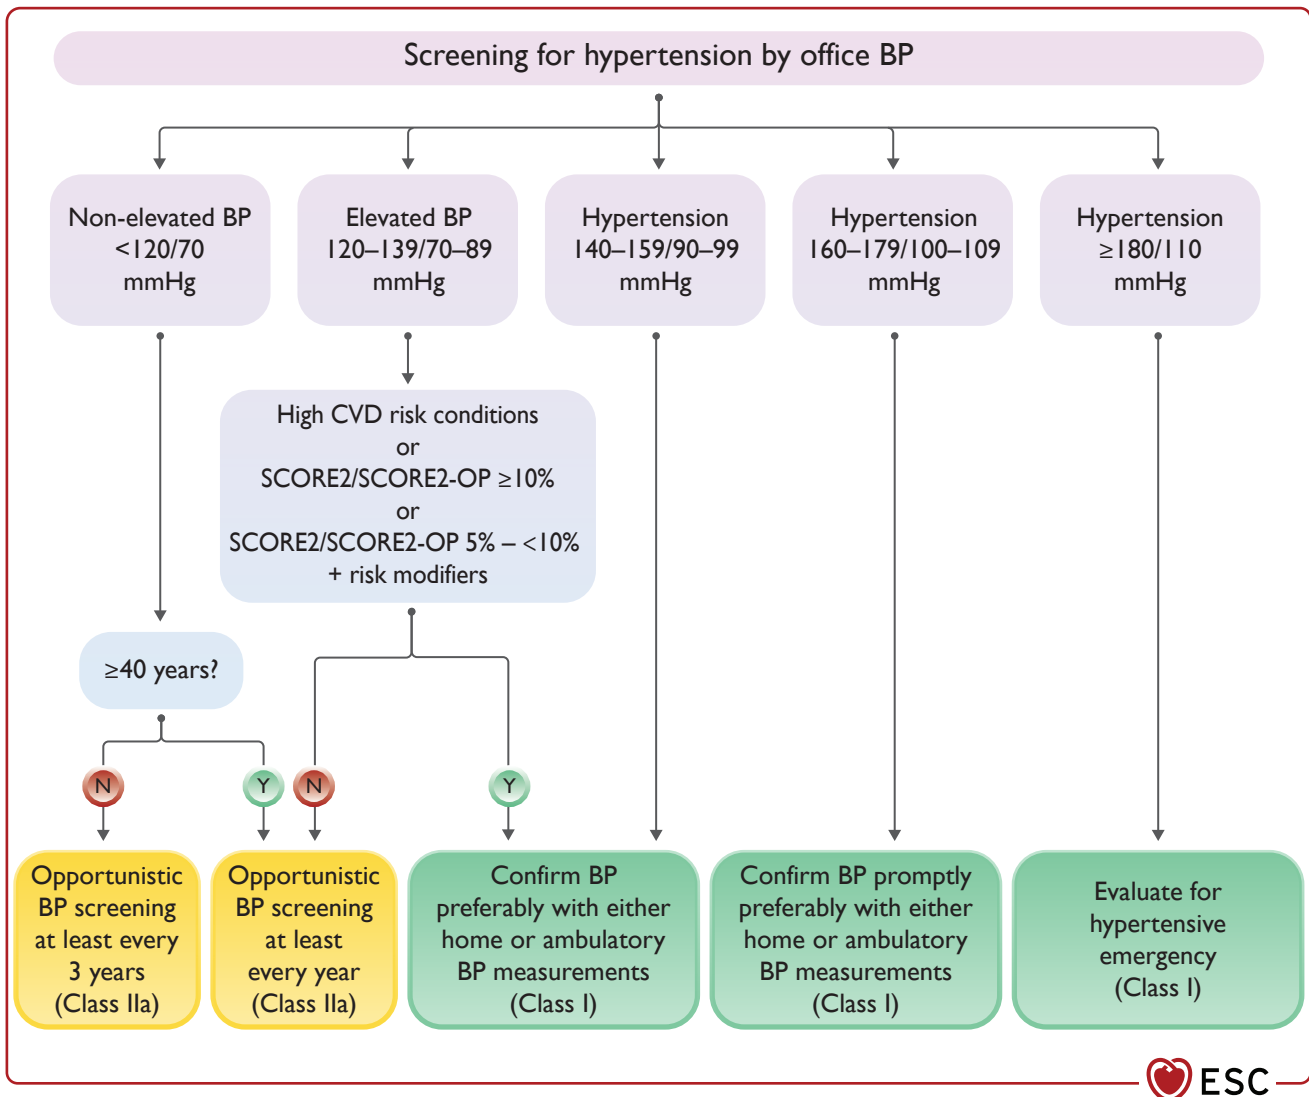 Screening for hypertension by office BP
Non-elevated BP
<120/70
mmHg
Elevated BP
120–139/70–89
mmHg
Hypertension
140–159/90–99
mmHg
Hypertension
160–179/100–109
mmHg
Hypertension
≥180/110
mmHg
High CVD risk conditions
or
SCORE2/SCORE2-OP ≥10%
or
SCORE2/SCORE2-OP 5% – <10%
+ risk modifiers
≥40 years?
N
Y
N
Y
Opportunistic
BP screening
at least every
3 years
(Class IIa)
Opportunistic
BP screening
at least
every year
(Class IIa)
Confirm BP
preferably with either
home or ambulatory
BP measurements
(Class I)
Confirm BP promptly
preferably with either
home or ambulatory
BP measurements
(Class I)
Evaluate for
hypertensive
emergency
(Class I)
ESC